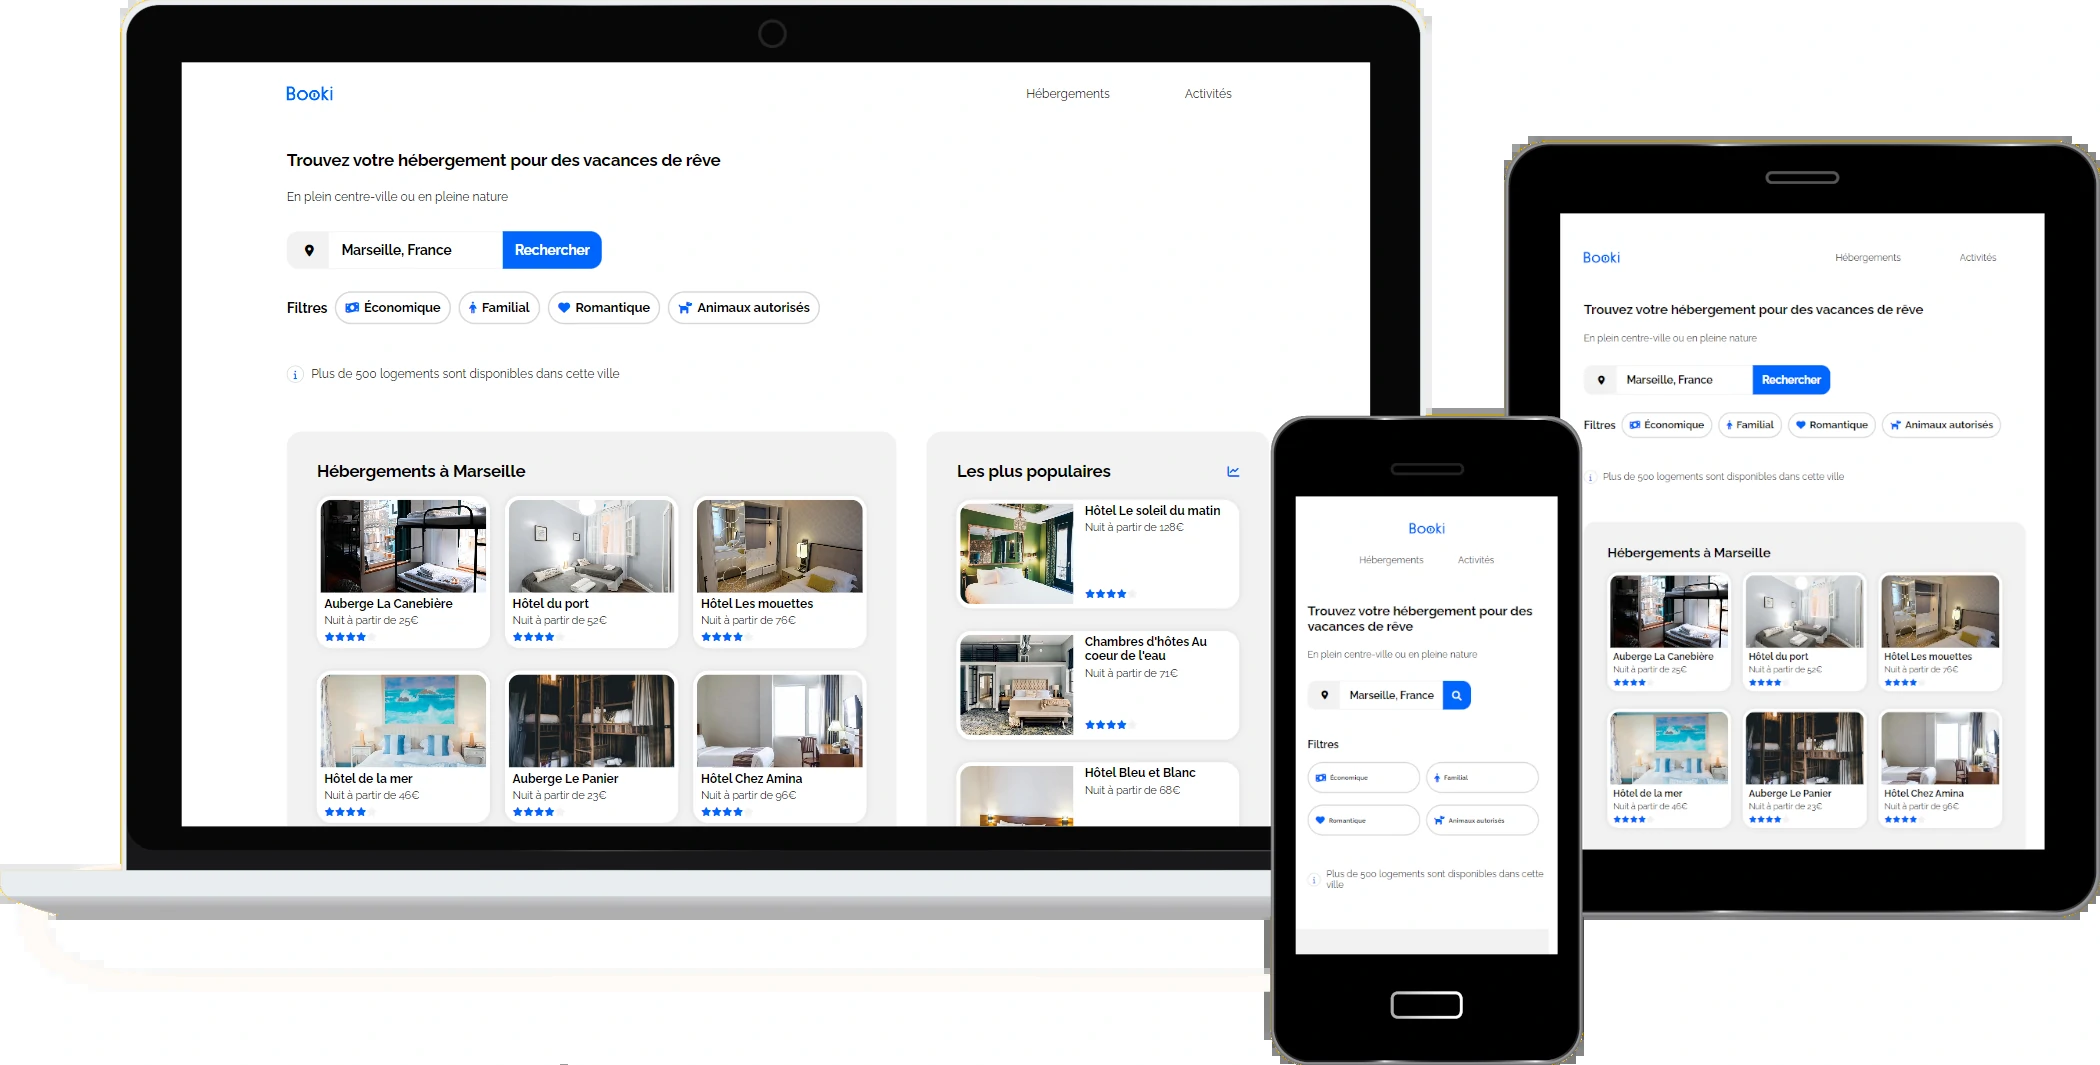 Booki
Hébergements
Activités
Trouvez votre hébergement pour des vacances de rêve
En plein centre-ville ou en pleine nature
Marseille, France
Rechercher
Filtres
Économique
Familial
Romantique
Animaux autorisés
Plus de 500 logements sont disponibles dans cette ville
Hébergements à Marseille
Auberge La Canebière
Nuit à partir de 25€
Hôtel du port
Nuit à partir de 52€
Hôtel Les mouettes
Nuit à partir de 76€
Hôtel de la mer
Nuit à partir de 46€
Auberge Le Panier
Nuit à partir de 23€
Hôtel Chez Amina
Nuit à partir de 96€
Les plus populaires
Hôtel Le soleil du matin
Nuit à partir de 128€
Chambres d'hôtes Au
coeur de l'eau
Nuit à partir de 71€
Hôtel Bleu et Blanc
Nuit à partir de 68€
Booki
Hébergements
Activités
Trouvez votre hébergement pour des
vacances de rêve
En plein centre-ville ou en pleine nature
Marseille, France
Filtres
Économique
Familial
Romantique
Animaux autorisés
Plus de 500 logements sont disponibles dans cette
ville
Booki
Hébergements
Activités
Trouvez votre hébergement pour des vacances de rêve
En plein centre-ville ou en pleine nature
Marseille, France
Rechercher
Filtres
Économique
Familial
Romantique
Animaux autorisés
Plus de 500 logements sont disponibles dans cette ville
Hébergements à Marseille
Auberge La Canebière
Nuit à partir de 25€
Hôtel du port
Nuit à partir de 52€
Hôtel Les mouettes
Nuit à partir de 76€
Hôtel de la mer
Nuit à partir de 46€
Auberge Le Panier
Nuit à partir de 23€
Hôtel Chez Amina
Nuit à partir de 96€